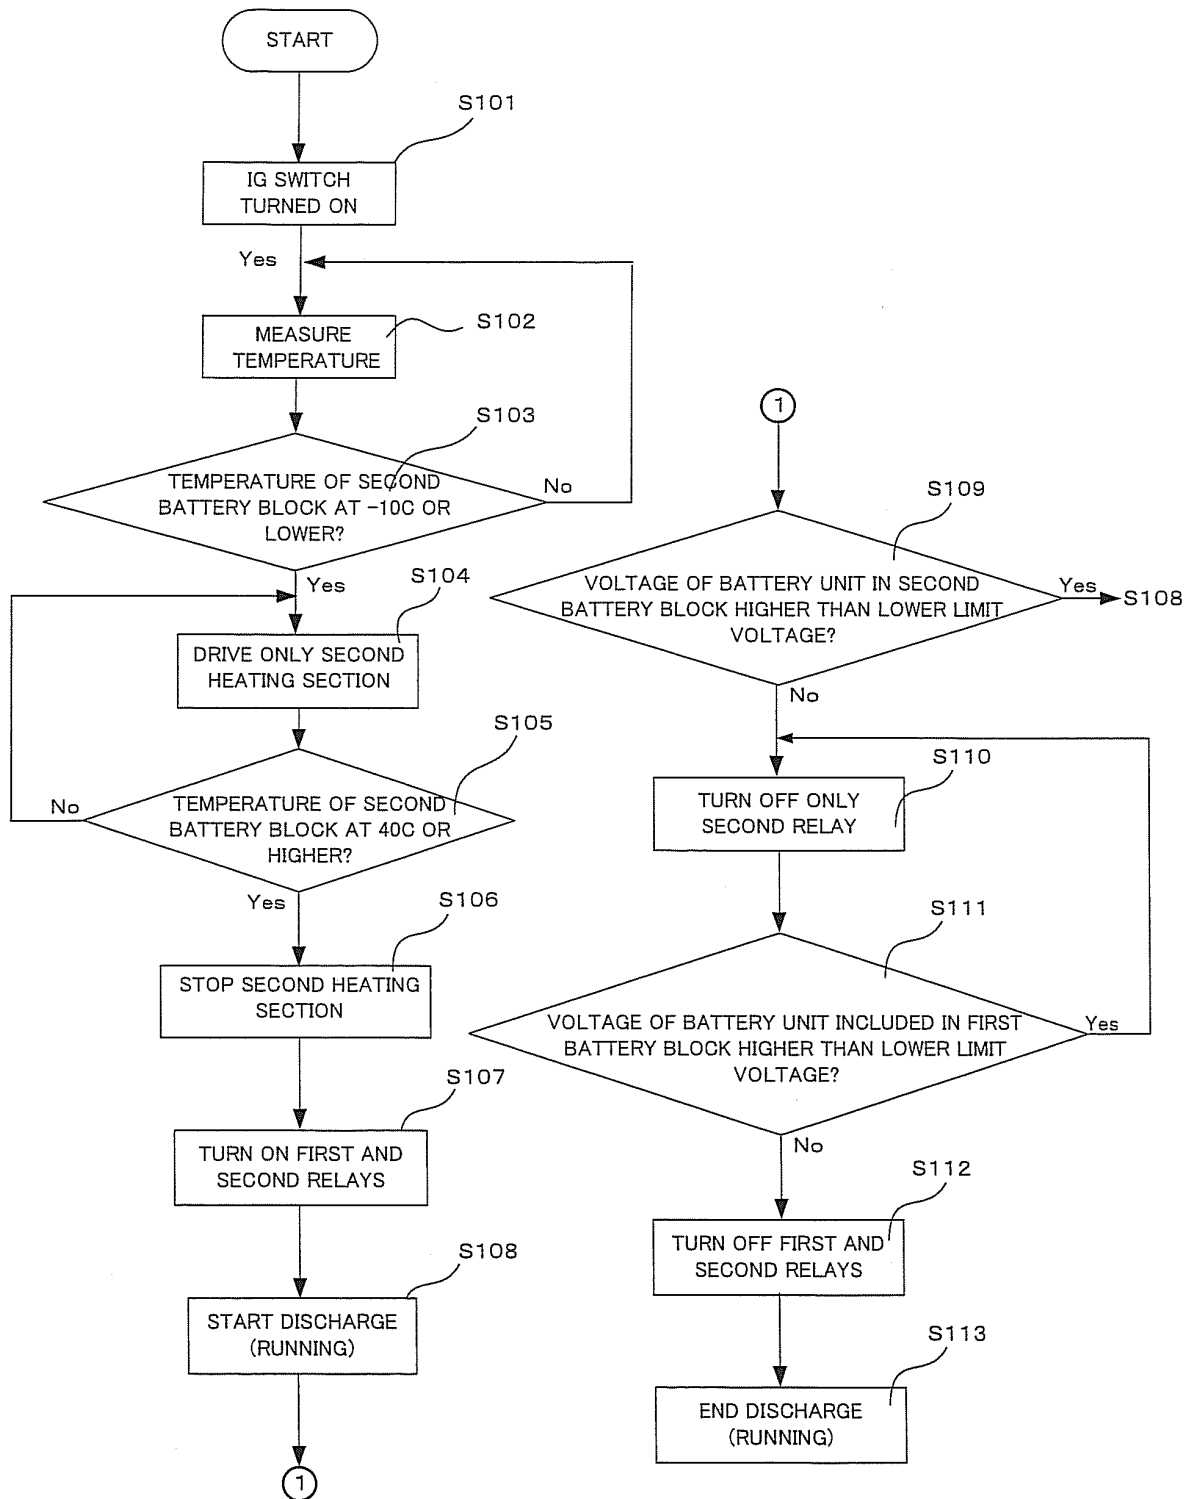 START
S101
IG SWITCH
TURNED ON
Yes
S102
MEASURE
TEMPERATURE
S103
TEMPERATURE OF SECOND
BATTERY BLOCK AT -10C OR
LOWER?
No
Yes
S104
DRIVE ONLY SECOND
HEATING SECTION
S105
TEMPERATURE OF SECOND
BATTERY BLOCK AT 40C OR
HIGHER?
No
Yes
S106
STOP SECOND HEATING
SECTION
S107
TURN ON FIRST AND
SECOND RELAYS
S108
START DISCHARGE
(RUNNING)
1
1
S109
VOLTAGE OF BATTERY UNIT IN SECOND
BATTERY BLOCK HIGHER THAN LOWER LIMIT
VOLTAGE?
Yes
S108
No
S110
TURN OFF ONLY
SECOND RELAY
S111
VOLTAGE OF BATTERY UNIT INCLUDED IN FIRST
BATTERY BLOCK HIGHER THAN LOWER LIMIT
VOLTAGE?
Yes
No
S112
TURN OFF FIRST AND
SECOND RELAYS
S113
END DISCHARGE
(RUNNING)